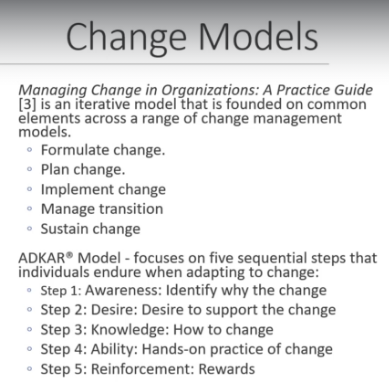 Change Models
Managing Change in Organizations: A Practice Guide
[3] is an iterative model that is founded on common
elements across a range of change management
models.
◦ Formulate change.
◦ Plan change.
◦ Implement change
◦ Manage transition
◦ Sustain change
ADKAR® Model - focuses on five sequential steps that
individuals endure when adapting to change:
◦ Step 1: Awareness: Identify why the change
◦ Step 2: Desire: Desire to support the change
◦ Step 3: Knowledge: How to change
◦ Step 4: Ability: Hands-on practice of change
◦ Step 5: Reinforcement: Rewards